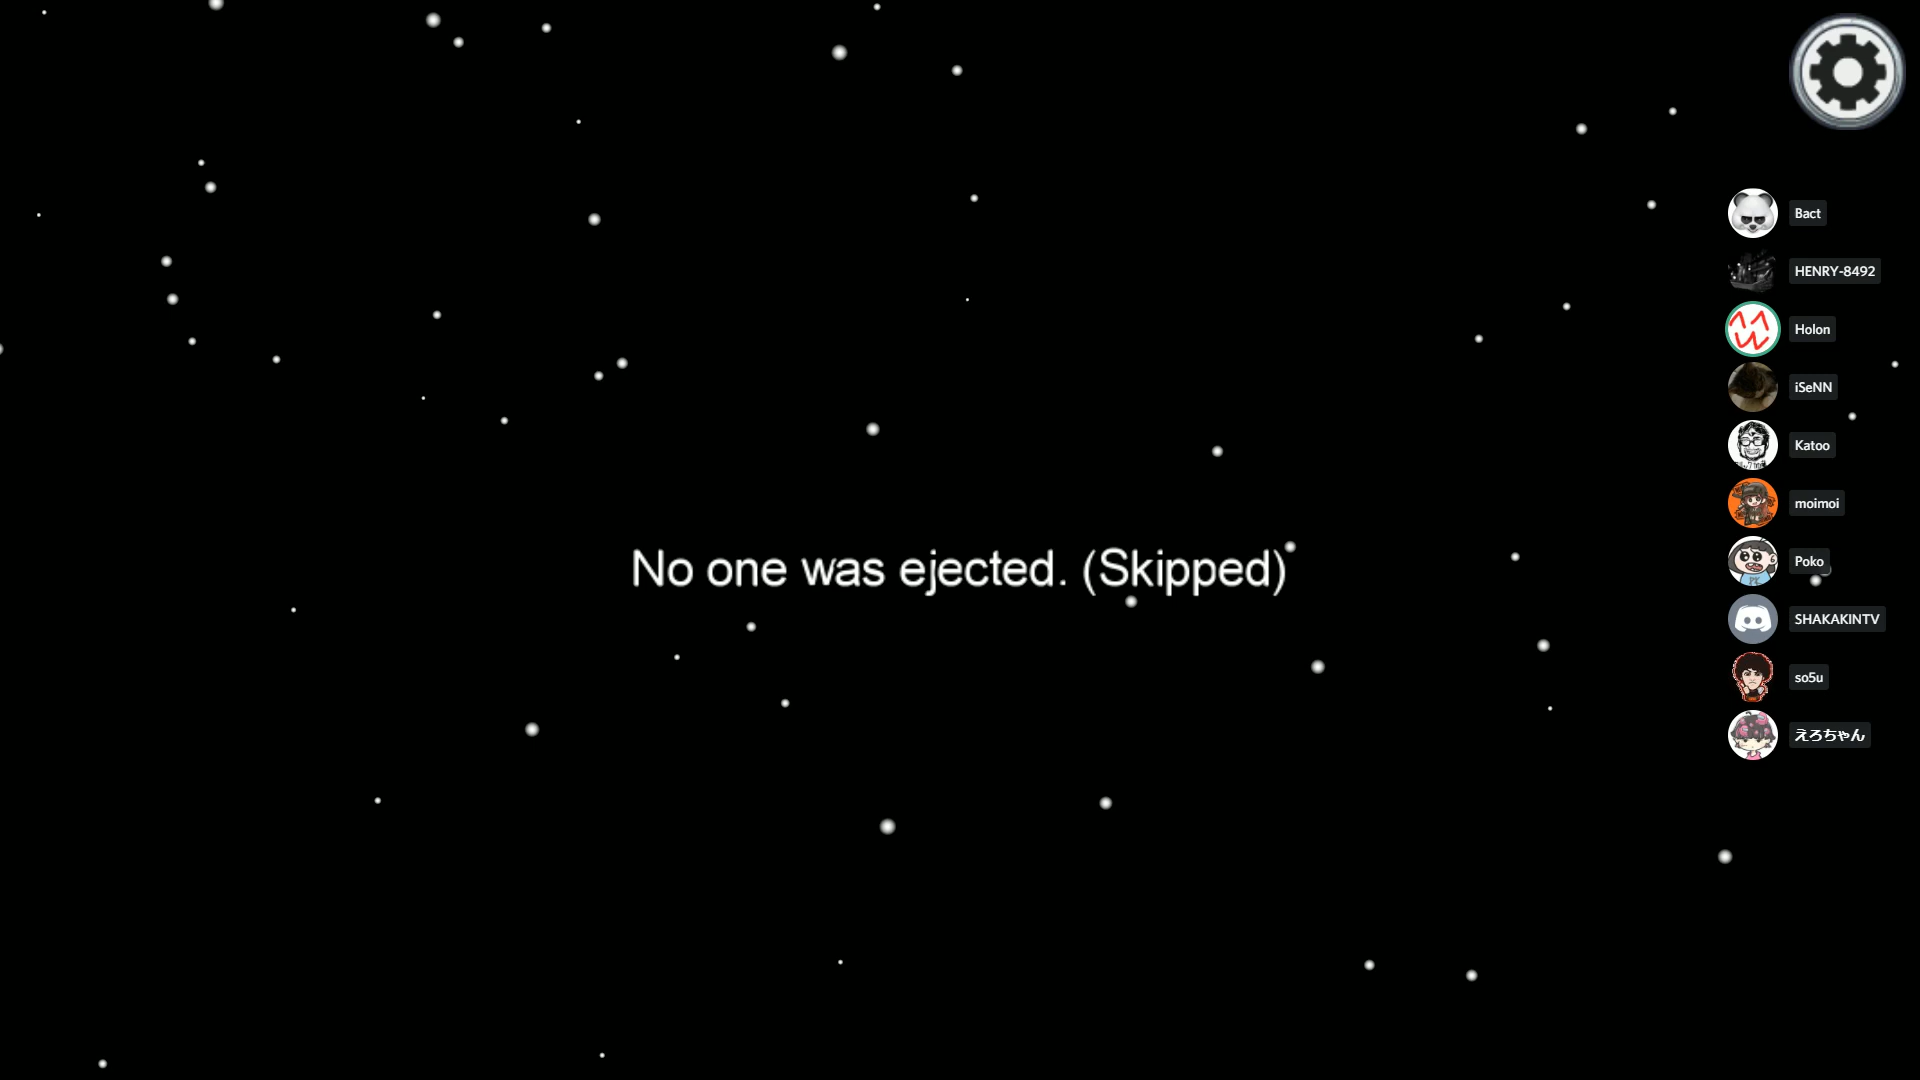 Bact
HENRY-8492
Holon
iSeNN
Katoo
moimoi
No one was ejected. (Skipped)
Poko
SHAKAKINTV
so5u
えろちゃん